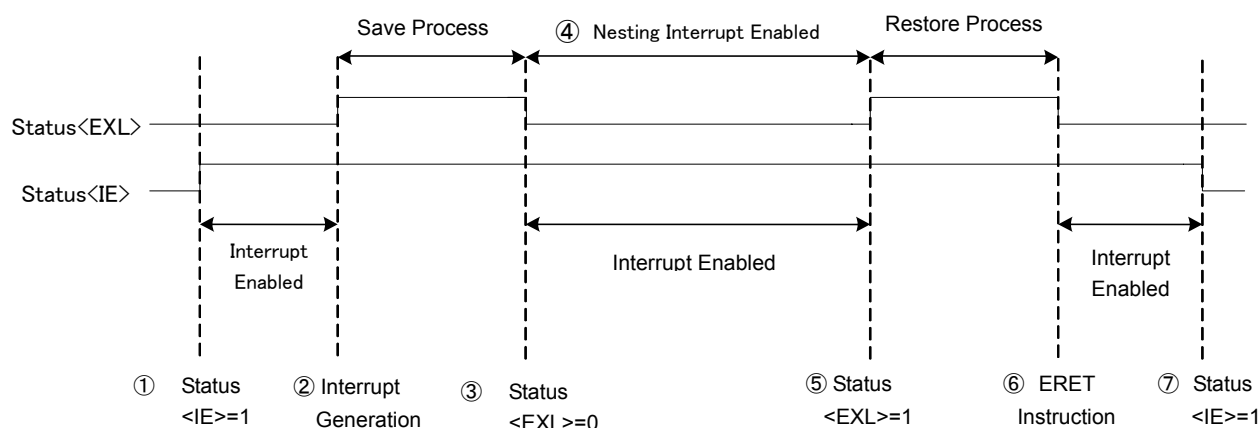 Save Process
④ Nesting Interrupt Enabled
Restore Process
Status<EXL>
Status<IE>
Interrupt
Enabled
Interrupt Enabled
Interrupt
Enabled
① Status
<IE>=1
② Interrupt
Generation
③ Status
<EXL>=0
⑤ Status
<EXL>=1
⑥ ERET
Instruction
⑦ Status
<IE>=1